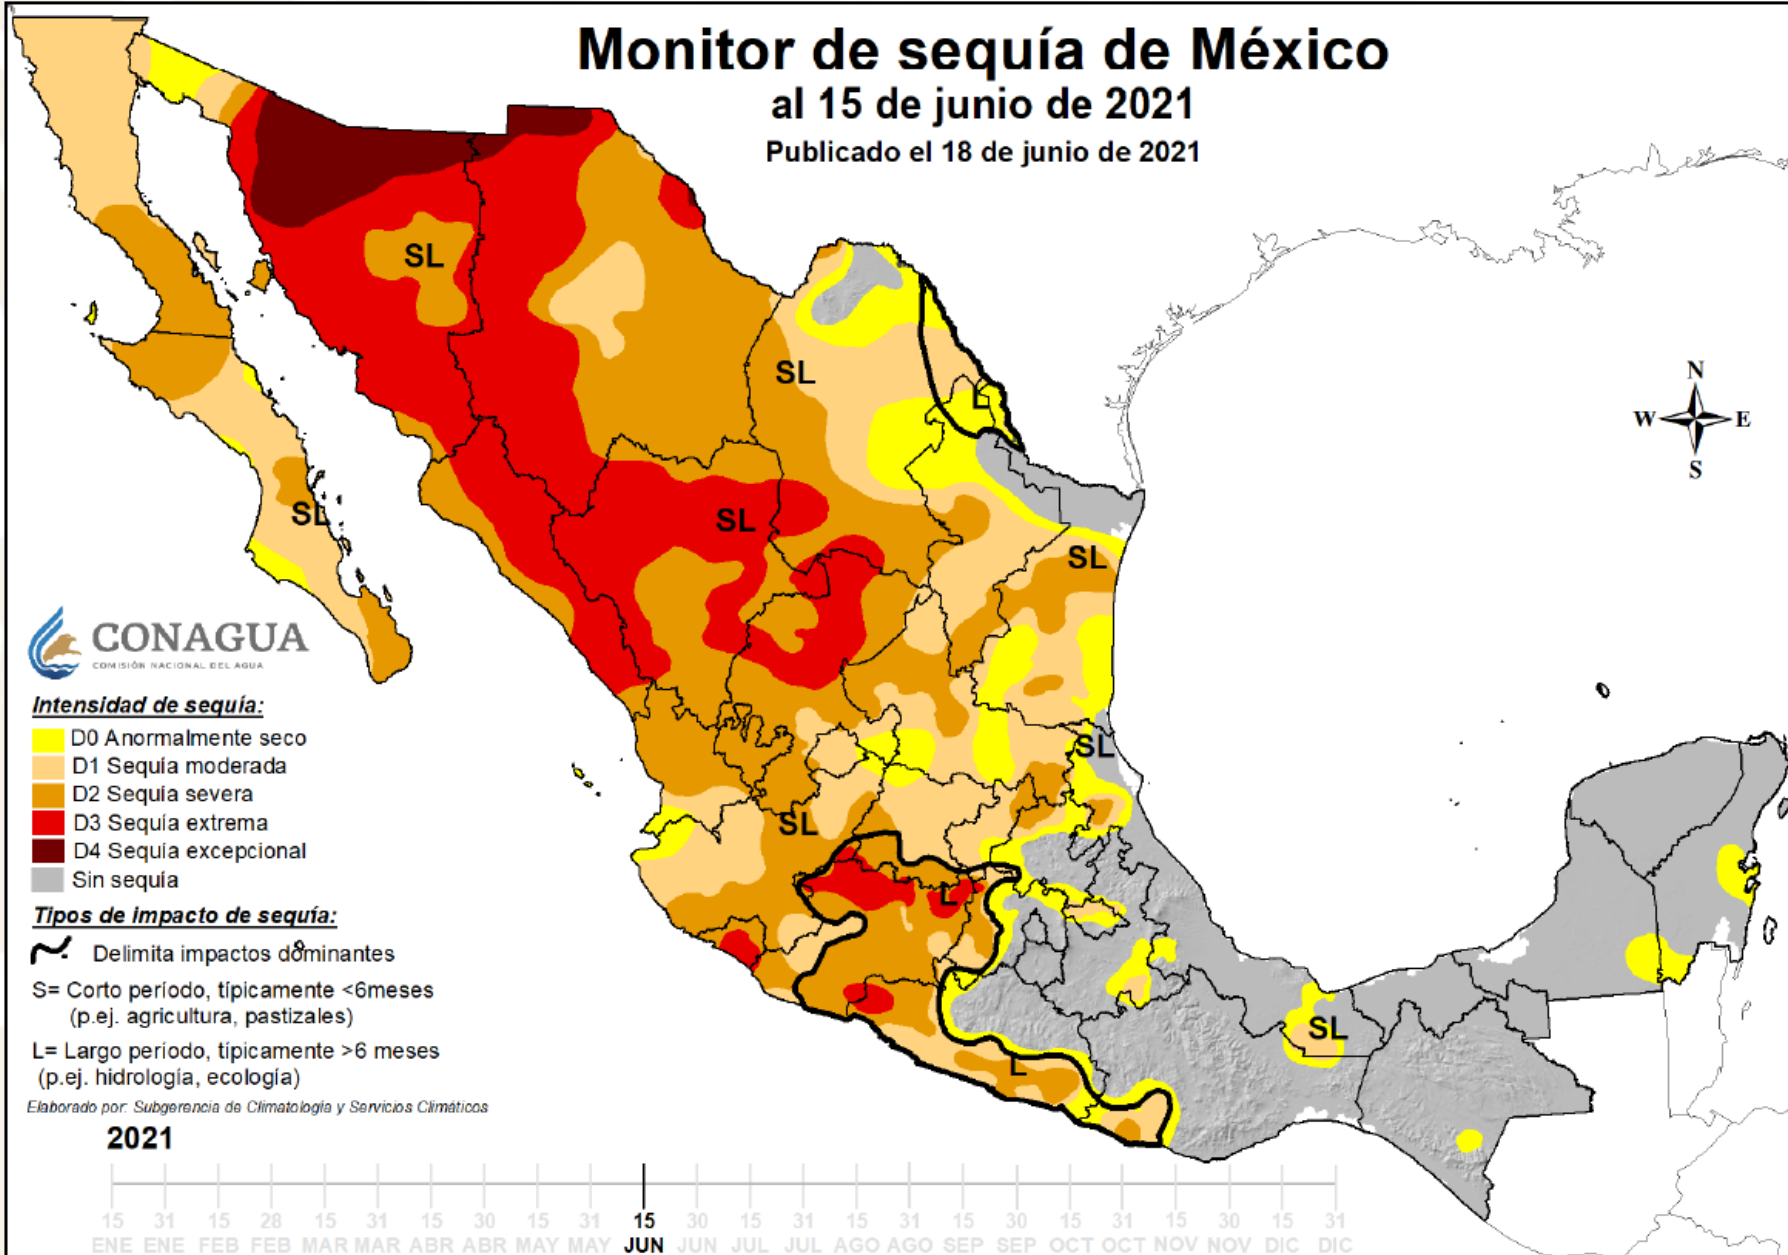 Monitor de sequía de México
al 15 de junio de 2021
Publicado el 18 de junio de 2021
SL
SL
L
SL
SL
SL
SL
SL
SL
L
SL
L
N
W E
S
CONAGUA
COMISIÓN NACIONAL DEL AGUA
Intensidad de sequía:
D0 Anormalmente seco
D1 Sequía moderada
D2 Sequía severa
D3 Sequía extrema
D4 Sequía excepcional
Sin sequía
Tipos de impacto de sequía:
Delimita impactos dominantes
S= Corto período, típicamente <6meses
(p.ej. agricultura, pastizales)
L= Largo período, típicamente >6 meses
(p.ej. hidrología, ecología)
Elaborado por: Subgerencia de Climatología y Servicios Climáticos
2021
15 31 15 28 15 31 15 30 15 31 15 30 15 31 15 31 15 30 15 31 15 30 15 31
ENE ENE FEB FEB MAR MAR ABR ABR MAY MAY JUN JUN JUL JUL AGO AGO SEP SEP OCT OCT NOV NOV DIC DIC